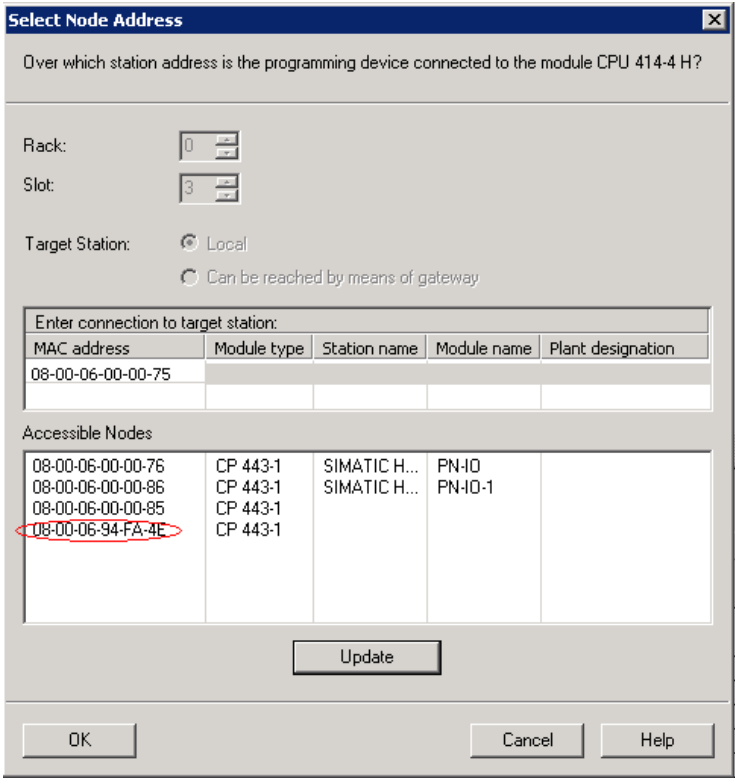 Select Node Address
Over which station address is the programming device connected to the module CPU 414-4 H?
Rack: 0
Slot: 3
Target Station: Local
Can be reached by means of gateway
Enter connection to target station:
MAC address Module type Station name Module name Plant designation
08-00-06-00-00-75
Accessible Nodes
08-00-06-00-00-76 CP 443-1 SIMATIC H... PN-IO
08-00-06-00-00-86 CP 443-1 SIMATIC H... PN-IO-1
08-00-06-00-00-85 CP 443-1
08-00-06-94-FA-4E CP 443-1
Update
OK Cancel Help